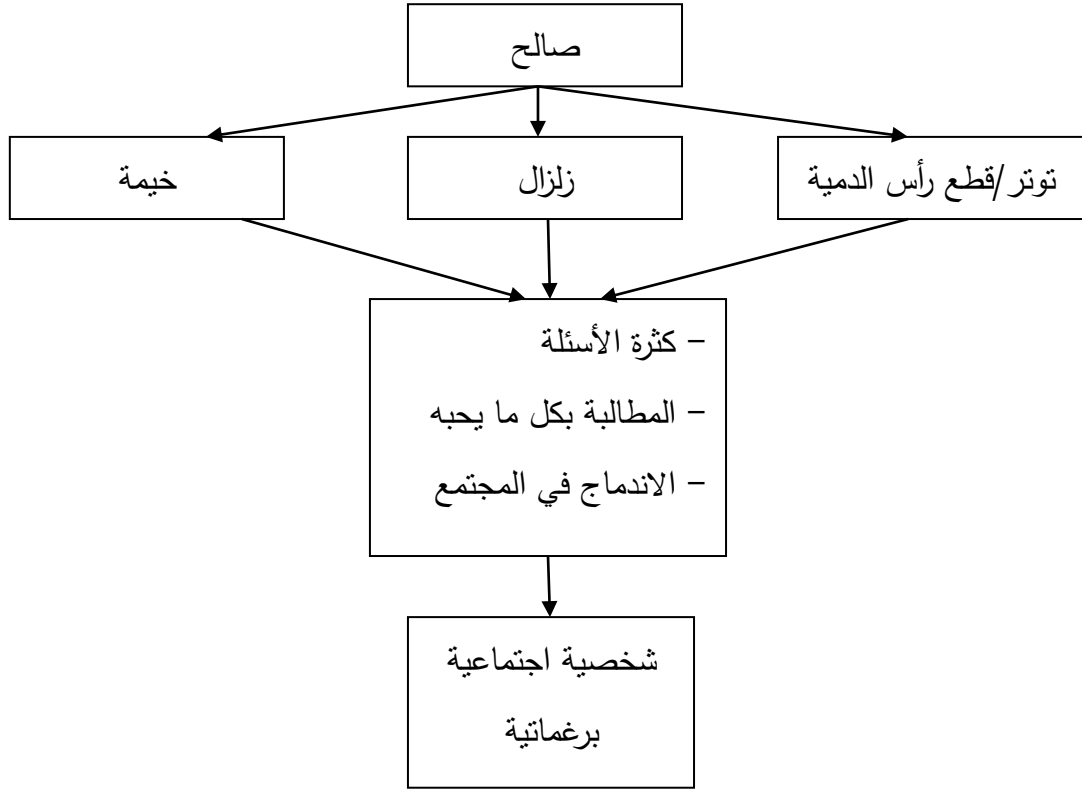 صالح
توتر/قطع رأس الدمية
زلزال
خيمة
– كثرة الأسئلة
– المطالبة بكل ما يحبه
– الاندماج في المجتمع
شخصية اجتماعية
برغماتية